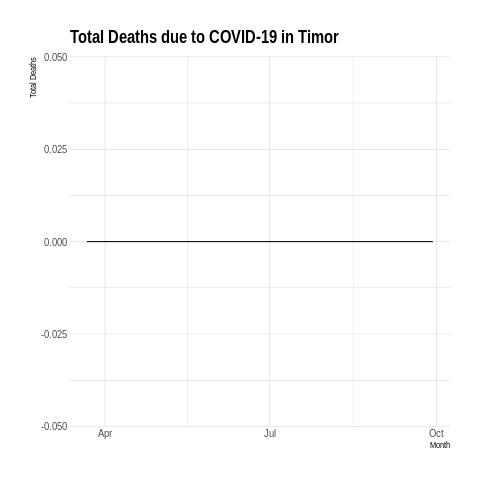 Total Deaths due to COVID-19 in Timor
Total Deaths
0.050
0.025
0.000
-0.025
-0.050
Apr Jul Oct
Month